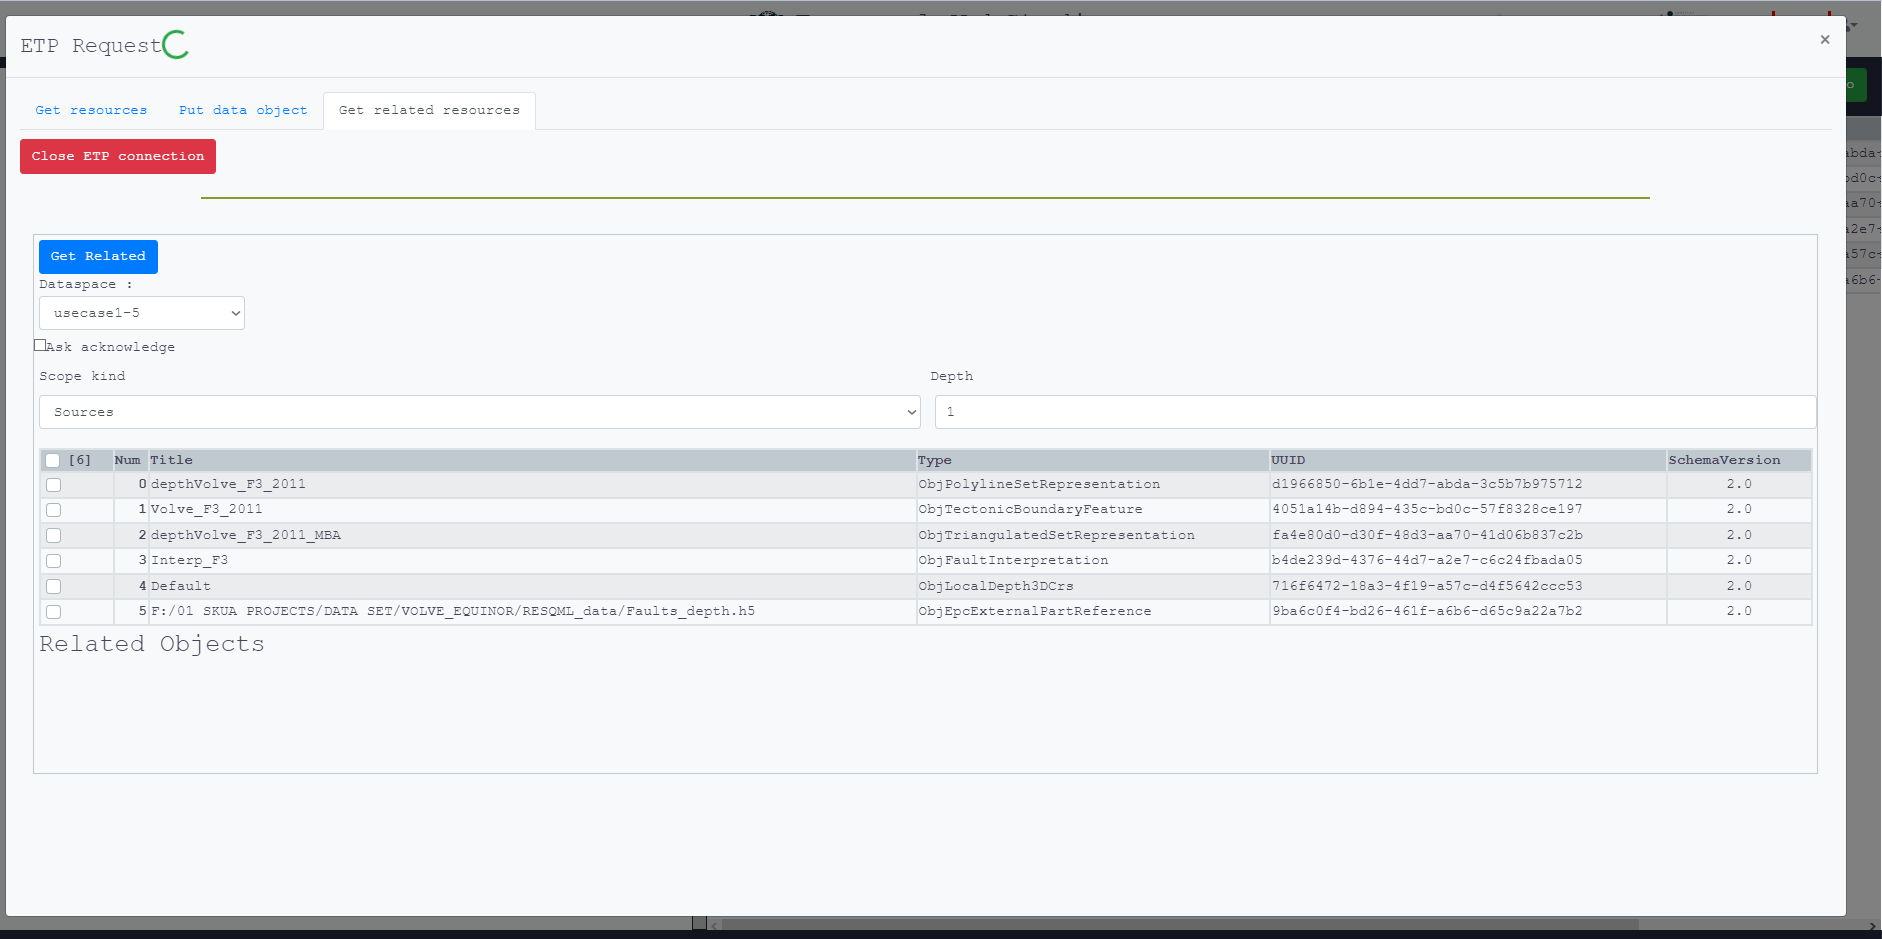 ETP Request
×
Get resources Put data object Get related resources
Close ETP connection
Get Related
Dataspace :
usecase1-5
Ask acknowledge
Scope kind Depth
Sources 1
[6] Num Title Type UUID SchemaVersion
0 depthVolve_F3_2011 ObjPolylineSetRepresentation d1966850-6b1e-4dd7-abda-3c5b7b975712 2.0
1 Volve_F3_2011 ObjTectonicBoundaryFeature 4051a14b-d894-435c-bd0c-57f8328ce197 2.0
2 depthVolve_F3_2011_MBA ObjTriangulatedSetRepresentation fa4e80d0-d30f-48d3-aa70-41d06b837c2b 2.0
3 Interp_F3 ObjFaultInterpretation b4de239d-4376-44d7-a2e7-c6c24fbada05 2.0
4 Default ObjLocalDepth3DCrs 716f6472-18a3-4f19-a57c-d4f5642ccc53 2.0
5 F:/01 SKUA PROJECTS/DATA SET/VOLVE_EQUINOR/RESQML_data/Faults_depth.h5 ObjEpcExternalPartReference 9ba6c0f4-bd26-461f-a6b6-d65c9a22a7b2 2.0
Related Objects